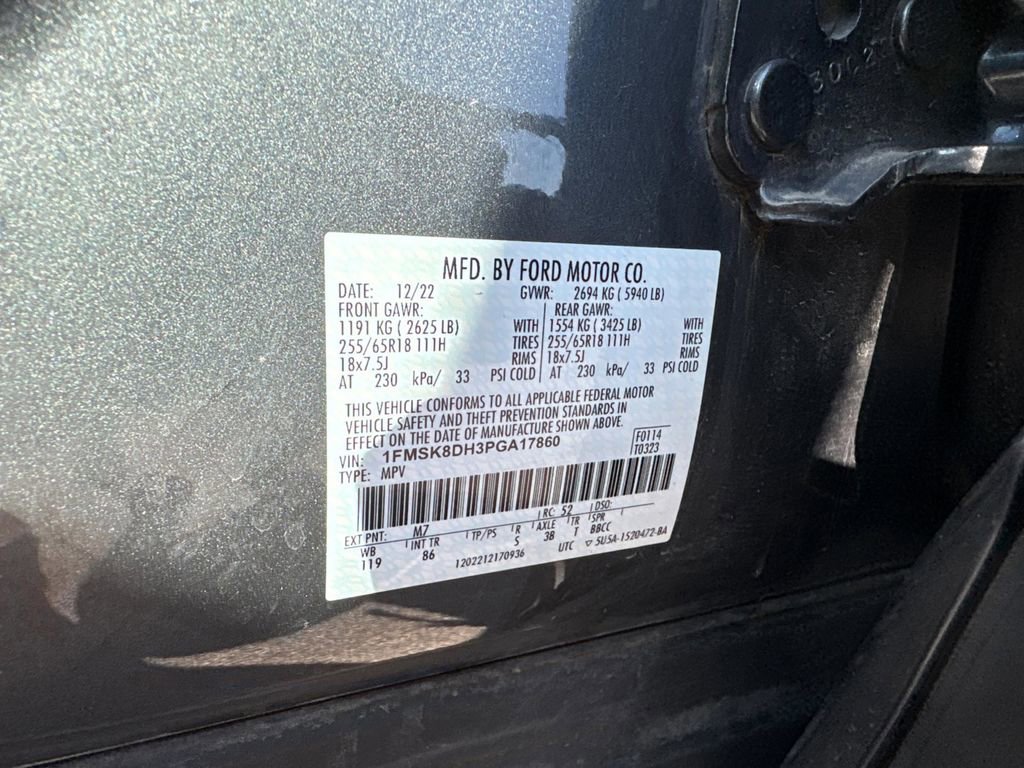 30620
MFD. BY FORD MOTOR CO.
DATE: 12/22 GVWR: 2694 KG ( 5940 LB)
FRONT GAWR: REAR GAWR:
1191 KG ( 2625 LB) WITH 1554 KG ( 3425 LB) WITH
255/65R18 111H TIRES 255/65R18 111H TIRES
18x7.5J RIMS 18x7.5J RIMS
AT 230 kPa/ 33 PSI COLD AT 230 kPa/ 33 PSI COLD
THIS VEHICLE CONFORMS TO ALL APPLICABLE FEDERAL MOTOR
VEHICLE SAFETY AND THEFT PREVENTION STANDARDS IN
EFFECT ON THE DATE OF MANUFACTURE SHOWN ABOVE.
VIN: 1FMSK8DH3PGA17860 F0114
TYPE: MPV T0323
EXT PNT: M7 RC: 52 DSO:
WB INT TR TP/PS R AXLE TR SPR
119 86 S 3B T BBCC
1202212170936 UTC ▽ 5U5A-1520472-BA